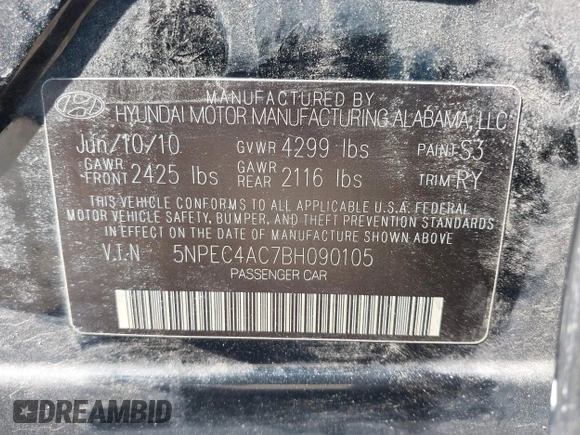 MANUFACTURED BY
HYUNDAI MOTOR MANUFACTURING ALABAMA, LLC
Jun/10/10 GVWR 4299 lbs PAINT: S3
GAWR FRONT 2425 lbs GAWR REAR 2116 lbs TRIM: RY
THIS VEHICLE CONFORMS TO ALL APPLICABLE U.S.A. FEDERAL
MOTOR VEHICLE SAFETY, BUMPER, AND THEFT PREVENTION STANDARDS
IN EFFECT ON THE DATE OF MANUFACTURE SHOWN ABOVE.
V.I.N 5NPEC4AC7BH090105
PASSENGER CAR
DREAMBID